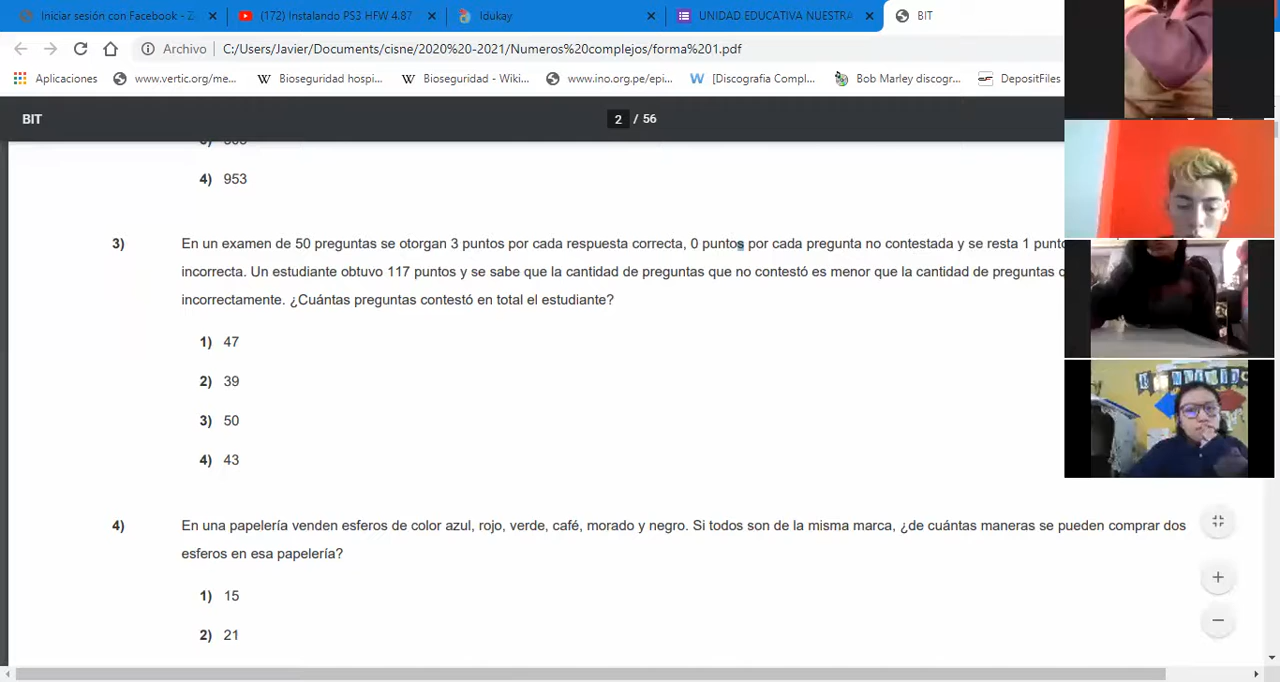 Iniciar sesión con Facebook - Z
(172) Instalando PS3 HFW 4.87
Idukay
UNIDAD EDUCATIVA NUESTRA
BIT
Archivo
C:/Users/Javier/Documents/cisne/2020%20-2021/Numeros%20complejos/forma%201.pdf
Aplicaciones
www.vertic.org/me...
Bioseguridad hospi...
Bioseguridad - Wiki...
www.ino.org.pe/epi...
[Discografia Compl...
Bob Marley discogr...
DepositFiles
BIT
2 / 56
4) 953
3) En un examen de 50 preguntas se otorgan 3 puntos por cada respuesta correcta, 0 puntos por cada pregunta no contestada y se resta 1 punto
incorrecta. Un estudiante obtuvo 117 puntos y se sabe que la cantidad de preguntas que no contestó es menor que la cantidad de preguntas
incorrectamente. ¿Cuántas preguntas contestó en total el estudiante?
1) 47
2) 39
3) 50
4) 43
4) En una papelería venden esferos de color azul, rojo, verde, café, morado y negro. Si todos son de la misma marca, ¿de cuántas maneras se pueden comprar dos
esferos en esa papelería?
1) 15
2) 21